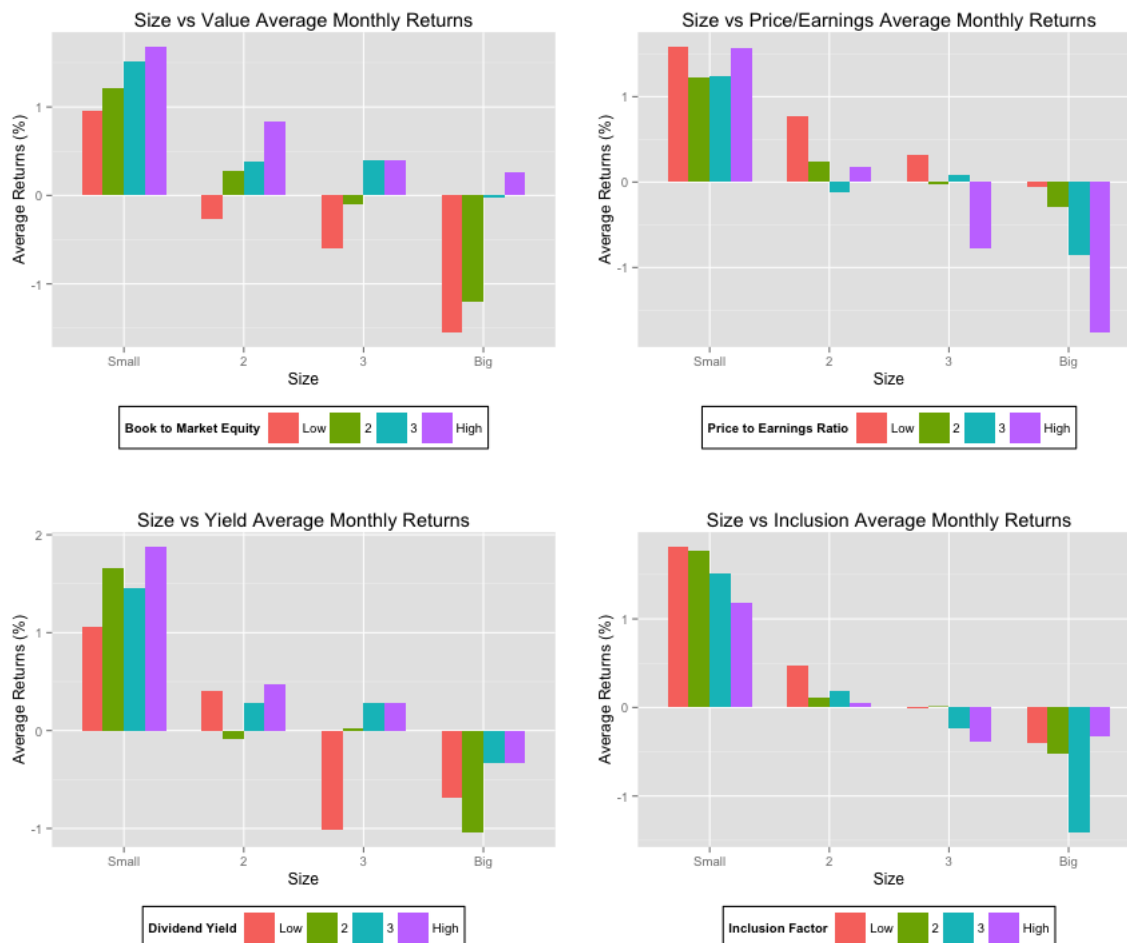 Size vs Value Average Monthly Returns
Average Returns (%)
1
0
-1
Small 2 3 Big
Size
Book to Market Equity Low 2 3 High
Size vs Price/Earnings Average Monthly Returns
Average Returns (%)
1
0
-1
Small 2 3 Big
Size
Price to Earnings Ratio Low 2 3 High
Size vs Yield Average Monthly Returns
Average Returns (%)
2
1
0
-1
Small 2 3 Big
Size
Dividend Yield Low 2 3 High
Size vs Inclusion Average Monthly Returns
Average Returns (%)
1
0
-1
Small 2 3 Big
Size
Inclusion Factor Low 2 3 High